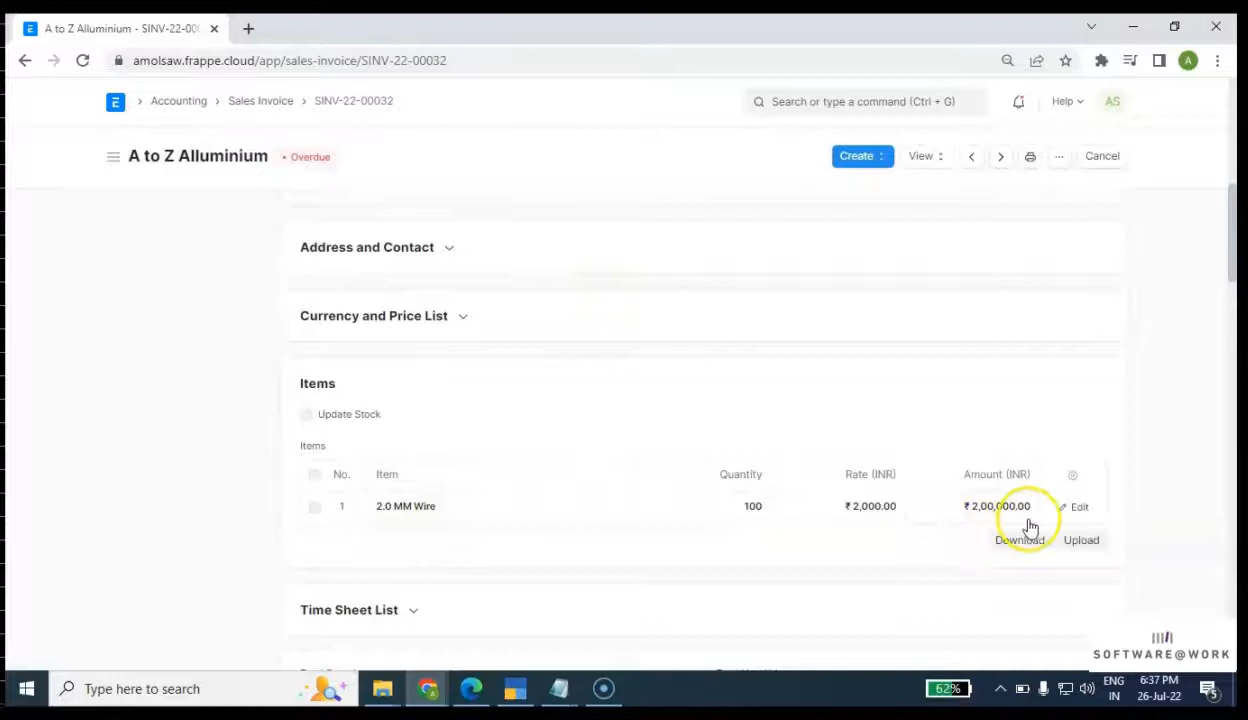 A to Z Alluminium - SINV-22-00
amolsaw.frappe.cloud/app/sales-invoice/SINV-22-00032
A
E
Accounting
Sales Invoice
SINV-22-00032
Search or type a command (Ctrl + G)
Help
AS
A to Z Alluminium
Overdue
Create
View
Cancel
Address and Contact
Currency and Price List
Items
Update Stock
Items
No.
Item
Quantity
Rate (INR)
Amount (INR)
1
2.0 MM Wire
100
₹ 2,000.00
₹ 2,00,000.00
Edit
Download
Upload
Time Sheet List
SOFTWARE@WORK
Type here to search
62%
ENG
IN
6:37 PM
26-Jul-22
5